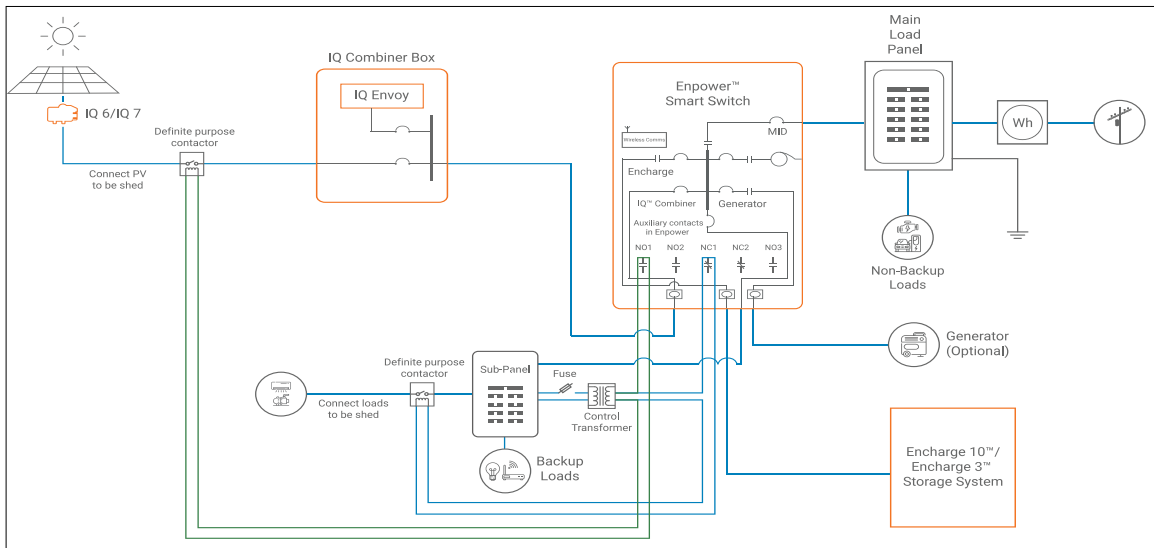 IQ 6/IQ 7
Definite purpose
contactor
Connect PV
to be shed
IQ Combiner Box
IQ Envoy
Enpower™
Smart Switch
Wireless Comms
MID
Encharge
IQ™ Combiner
Generator
Auxiliary contacts
in Enpower
NO1
NO2
NC1
NC2
NO3
Main
Load
Panel
Wh
Non-Backup
Loads
Generator
(Optional)
Definite purpose
contactor
Connect loads
to be shed
Sub-Panel
Fuse
Control
Transformer
Backup
Loads
Encharge 10™/
Encharge 3™
Storage System